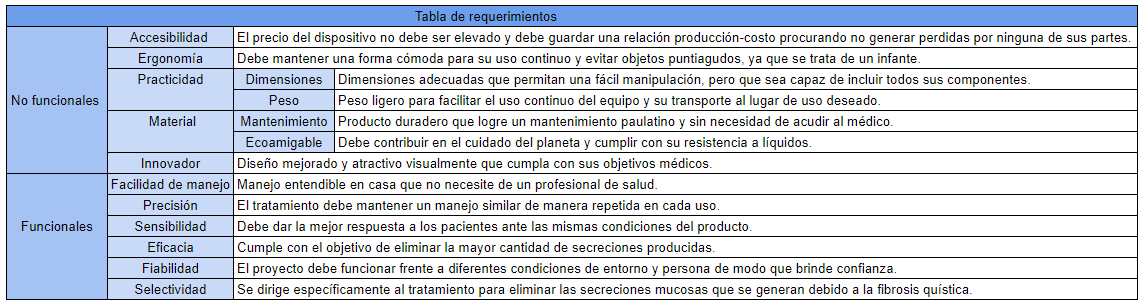 Tabla de requerimientos
No funcionales
Accesibilidad
El precio del dispositivo no debe ser elevado y debe guardar una relación producción-costo procurando no generar perdidas por ninguna de sus partes.
Ergonomía
Debe mantener una forma cómoda para su uso continuo y evitar objetos puntiagudos, ya que se trata de un infante.
Practicidad
Dimensiones
Dimensiones adecuadas que permitan una fácil manipulación, pero que sea capaz de incluir todos sus componentes.
Peso
Peso ligero para facilitar el uso continuo del equipo y su transporte al lugar de uso deseado.
Material
Mantenimiento
Producto duradero que logre un mantenimiento paulatino y sin necesidad de acudir al médico.
Ecoamigable
Debe contribuir en el cuidado del planeta y cumplir con su resistencia a líquidos.
Innovador
Diseño mejorado y atractivo visualmente que cumpla con sus objetivos médicos.
Funcionales
Facilidad de manejo
Manejo entendible en casa que no necesite de un profesional de salud.
Precisión
El tratamiento debe mantener un manejo similar de manera repetida en cada uso.
Sensibilidad
Debe dar la mejor respuesta a los pacientes ante las mismas condiciones del producto.
Eficacia
Cumple con el objetivo de eliminar la mayor cantidad de secreciones producidas.
Fiabilidad
El proyecto debe funcionar frente a diferentes condiciones de entorno y persona de modo que brinde confianza.
Selectividad
Se dirige específicamente al tratamiento para eliminar las secreciones mucosas que se generan debido a la fibrosis quística.